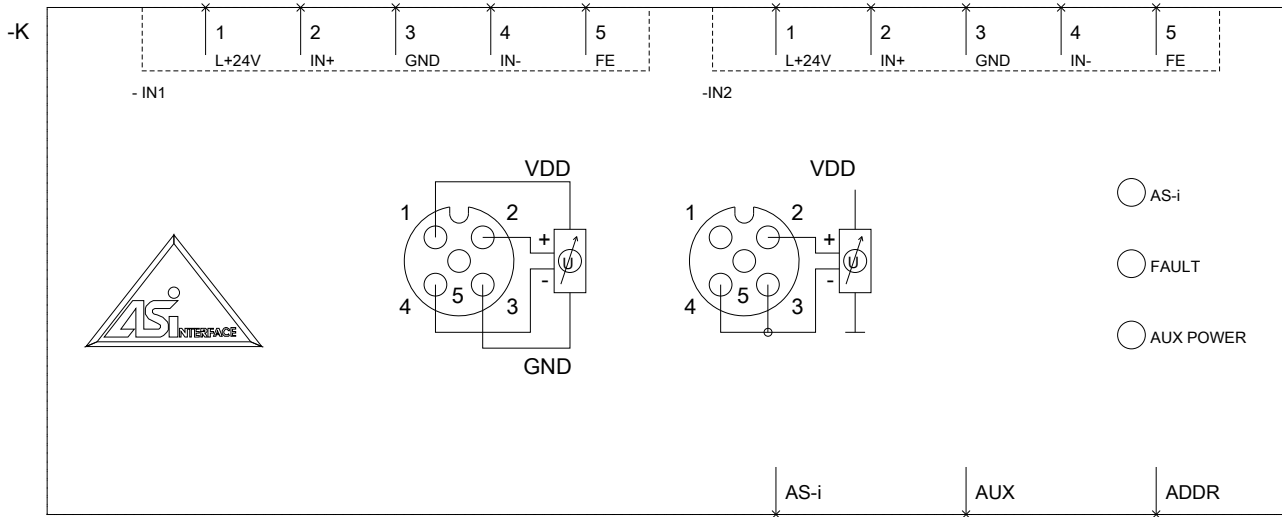 -K
1 2 3 4 5 1 2 3 4 5
L+24V IN+ GND IN- FE L+24V IN+ GND IN- FE
- IN1 -IN2
VDD VDD
AS-i
1 2 1 2
+ +
U U
FAULT
- -
5 5
4 3 4 3
ASi INTERFACE
AUX POWER
GND
AS-i AUX ADDR